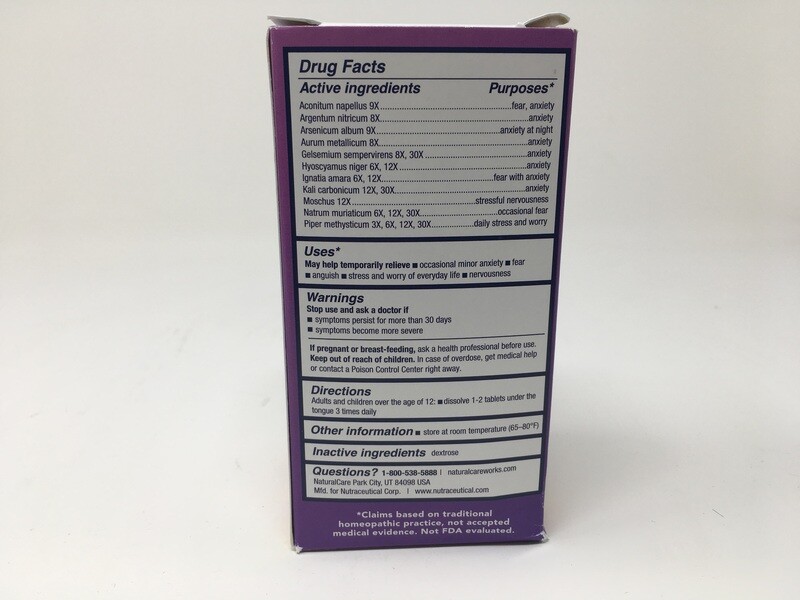 Drug Facts
Active ingredients Purposes*
Aconitum napellus 9X..........................................fear, anxiety
Argentum nitricum 8X................................................anxiety
Arsenicum album 9X.......................................anxiety at night
Aurum metallicum 8X................................................anxiety
Gelsemium sempervirens 8X, 30X ................................anxiety
Hyoscyamus niger 6X, 12X.........................................anxiety
Ignatia amara 6X, 12X....................................fear with anxiety
Kali carbonicum 12X, 30X..........................................anxiety
Moschus 12X.......................................stressful nervousness
Natrum muriaticum 6X, 12X, 30X........................occasional fear
Piper methysticum 3X, 6X, 12X, 30X.............daily stress and worry
Uses*
May help temporarily relieve ■ occasional minor anxiety ■ fear
■ anguish ■ stress and worry of everyday life ■ nervousness
Warnings
Stop use and ask a doctor if
■ symptoms persist for more than 30 days
■ symptoms become more severe
If pregnant or breast-feeding, ask a health professional before use.
Keep out of reach of children. In case of overdose, get medical help
or contact a Poison Control Center right away.
Directions
Adults and children over the age of 12: ■ dissolve 1-2 tablets under the
tongue 3 times daily
Other information ■ store at room temperature (65–80°F)
Inactive ingredients dextrose
Questions? 1-800-538-5888 | naturalcareworks.com
NaturalCare Park City, UT 84098 USA
Mfd. for Nutraceutical Corp. | www.nutraceutical.com
*Claims based on traditional
homeopathic practice, not accepted
medical evidence. Not FDA evaluated.